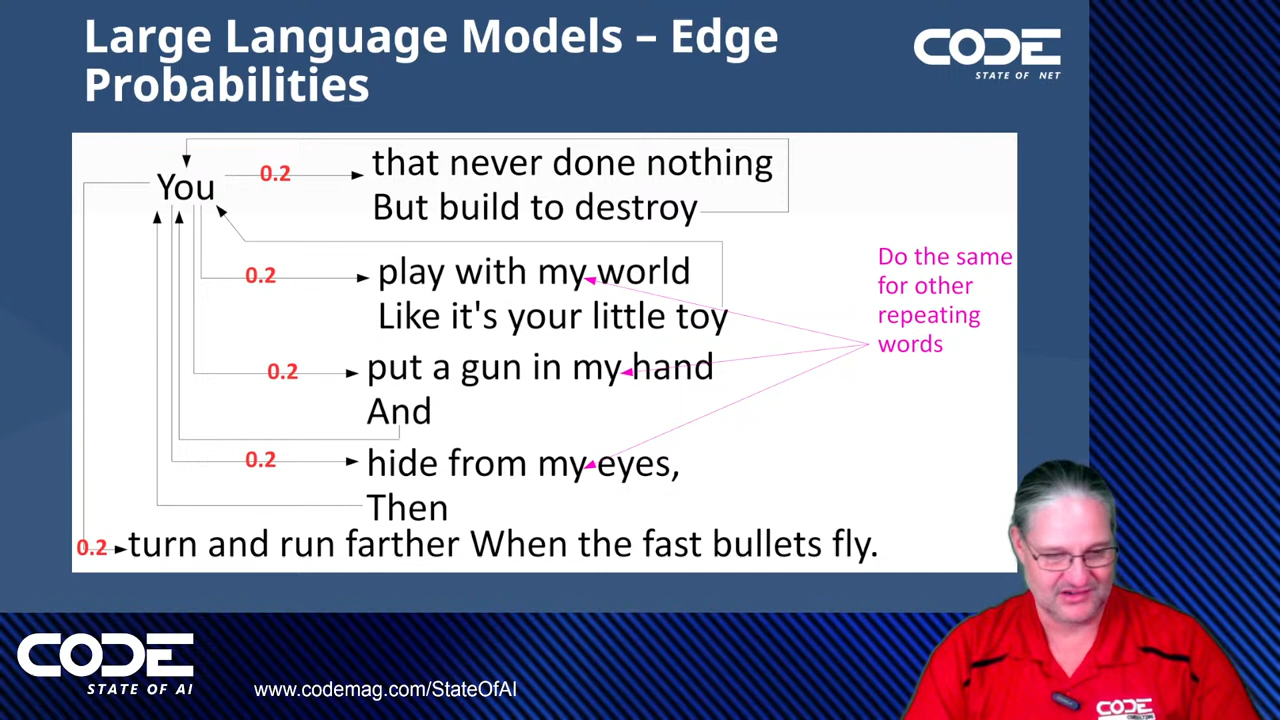 Large Language Models – Edge
Probabilities
CODE
STATE OF .NET
You
0.2
that never done nothing
But build to destroy
0.2
play with my world
Like it's your little toy
0.2
put a gun in my hand
And
0.2
hide from my eyes,
Then
0.2
turn and run farther When the fast bullets fly.
Do the same
for other
repeating
words
CODE
STATE OF AI
www.codemag.com/StateOfAI
CODE